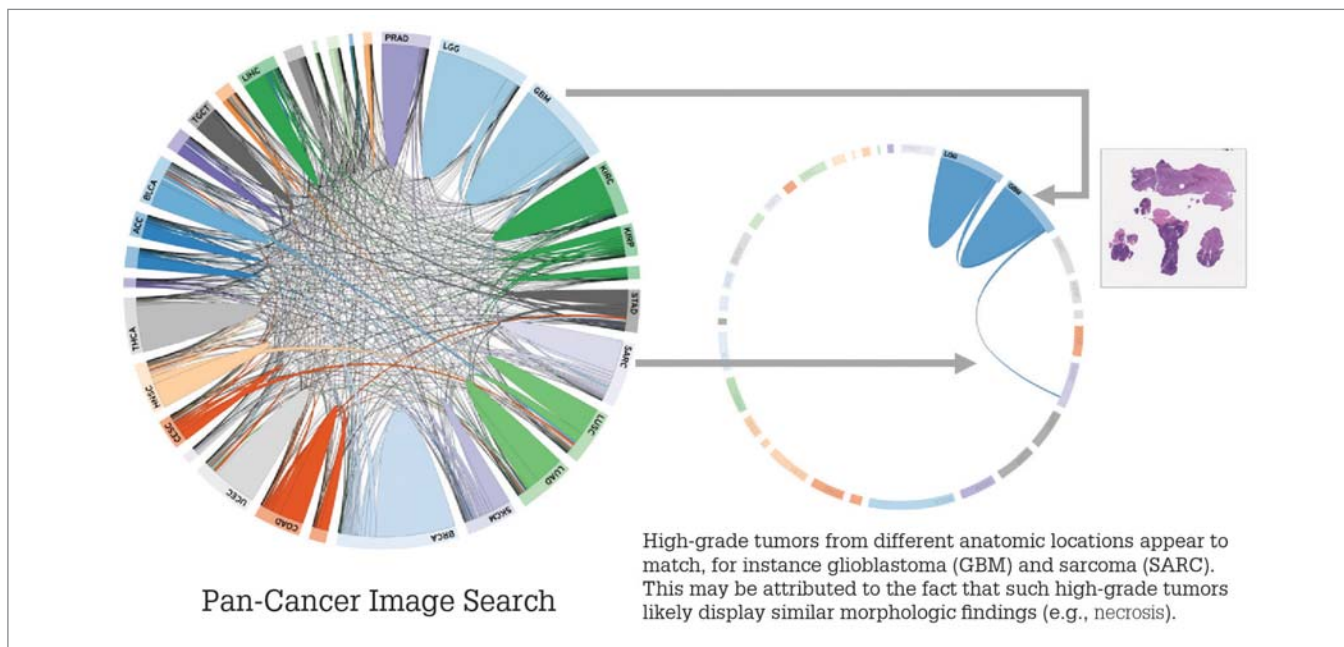 PRAD
LGG
GBM
KIRC
KIRP
STAD
SARC
LUSC
LUAD
SKCM
BRCA
COAD
UCEC
CESC
HNSC
THCA
ACC
BLCA
TGCT
LIHC
LGG
GBM
High-grade tumors from different anatomic locations appear to
match, for instance glioblastoma (GBM) and sarcoma (SARC).
This may be attributed to the fact that such high-grade tumors
likely display similar morphologic findings (e.g., necrosis).
Pan-Cancer Image Search